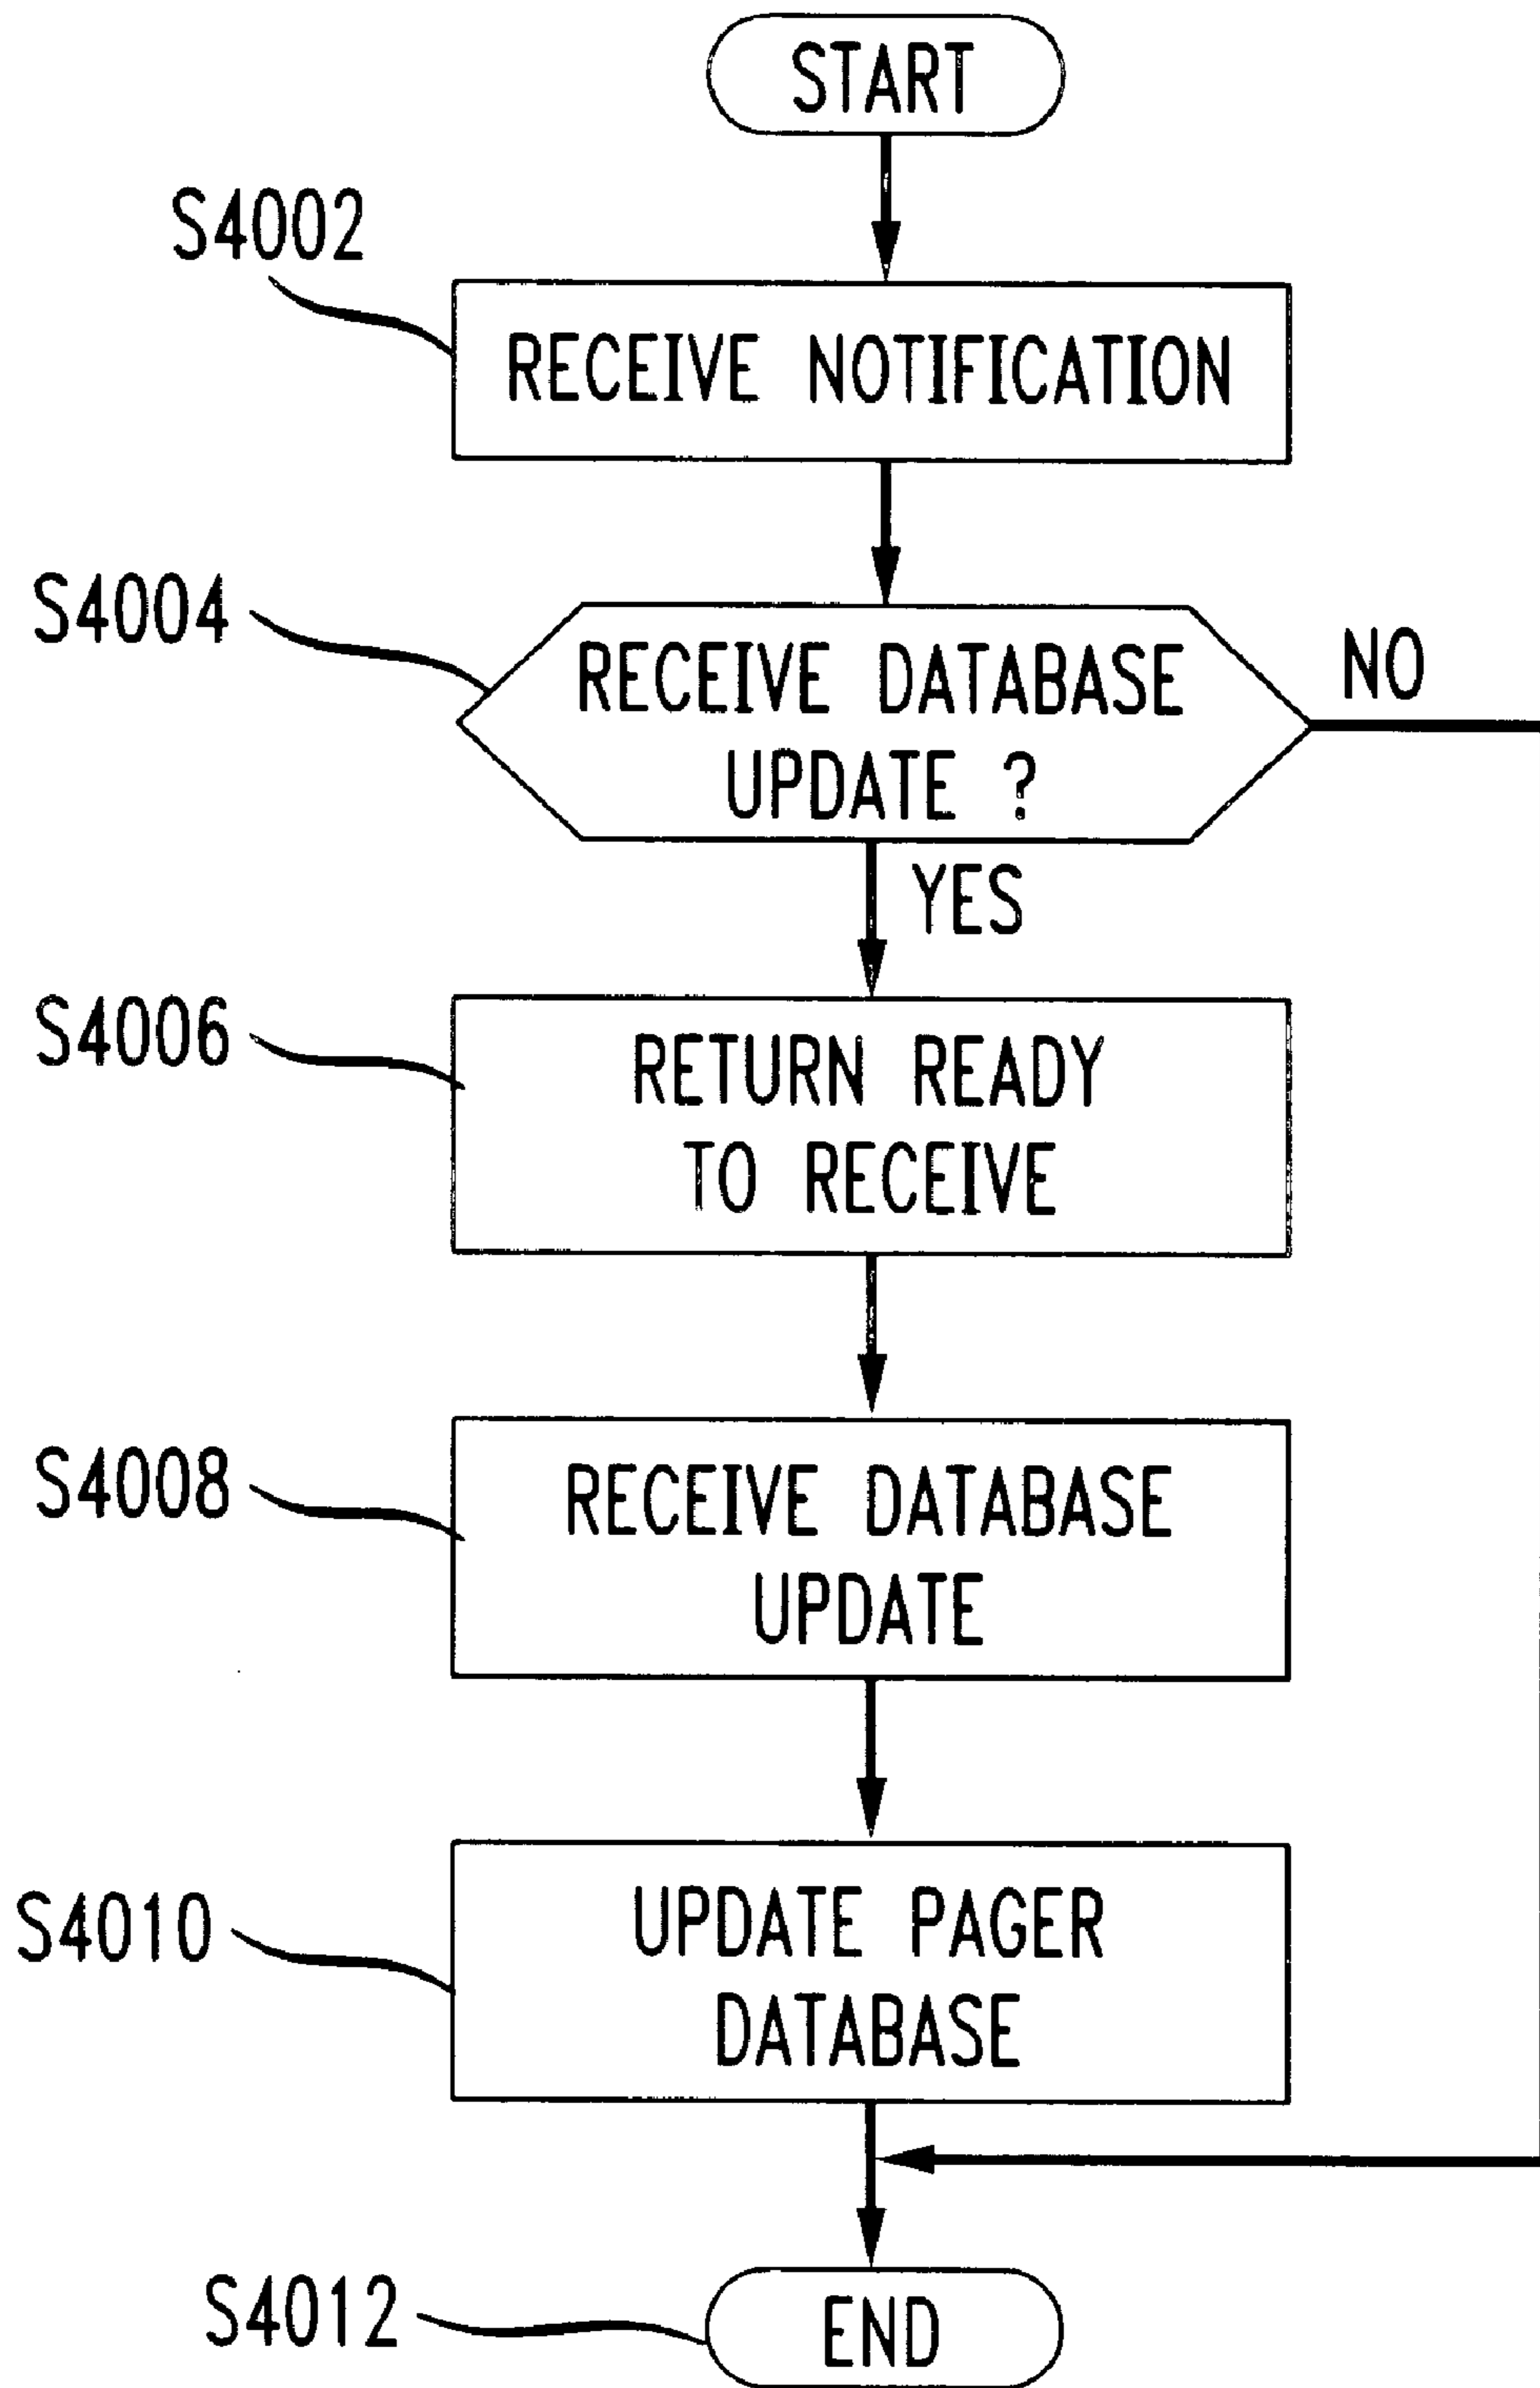 START
S4002
RECEIVE NOTIFICATION
S4004
RECEIVE DATABASE
UPDATE ?
NO
YES
S4006
RETURN READY
TO RECEIVE
S4008
RECEIVE DATABASE
UPDATE
S4010
UPDATE PAGER
DATABASE
S4012
END